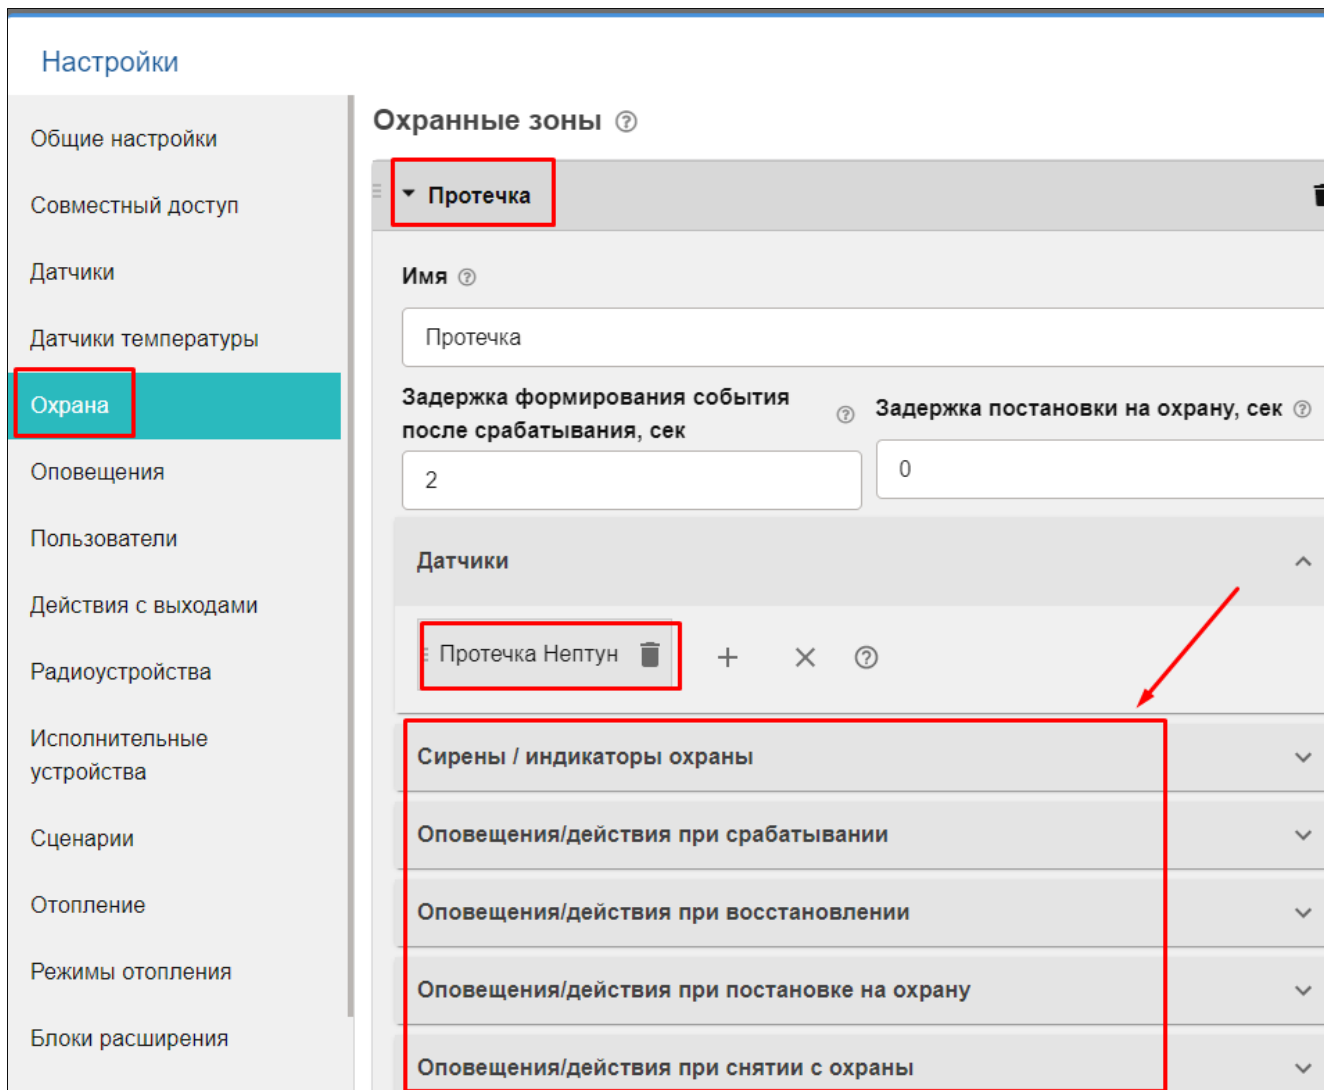 Настройки
Общие настройки
Совместный доступ
Датчики
Датчики температуры
Охрана
Оповещения
Пользователи
Действия с выходами
Радиоустройства
Исполнительные
устройства
Сценарии
Отопление
Режимы отопления
Блоки расширения
Охранные зоны
Протечка
Имя
Протечка
Задержка формирования события
после срабатывания, сек
2
Задержка постановки на охрану, сек
0
Датчики
Протечка Нептун
Сирены / индикаторы охраны
Оповещения/действия при срабатывании
Оповещения/действия при восстановлении
Оповещения/действия при постановке на охрану
Оповещения/действия при снятии с охраны